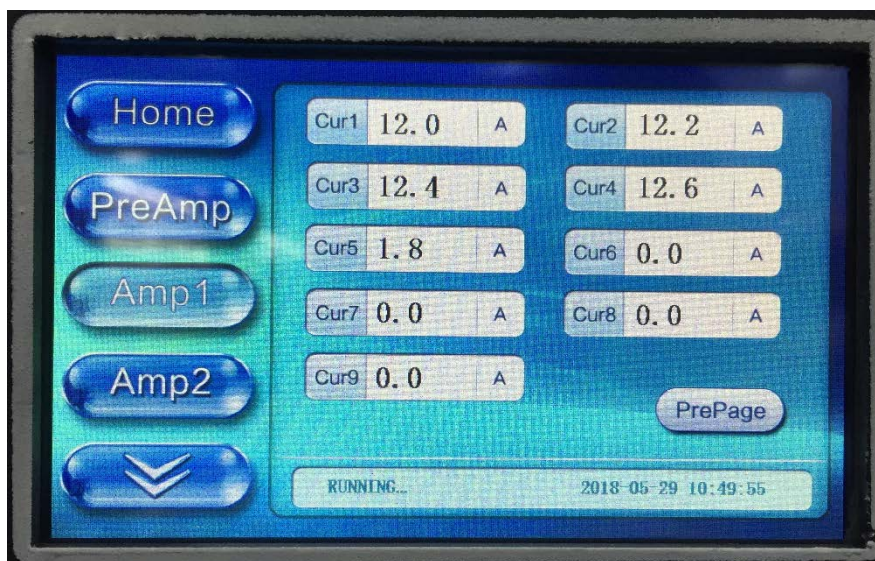 Home
PreAmp
Amp1
Amp2
Cur1 12.0 A
Cur2 12.2 A
Cur3 12.4 A
Cur4 12.6 A
Cur5 1.8 A
Cur6 0.0 A
Cur7 0.0 A
Cur8 0.0 A
Cur9 0.0 A
PrePage
RUNNING... 2018-05-29 10:49:55